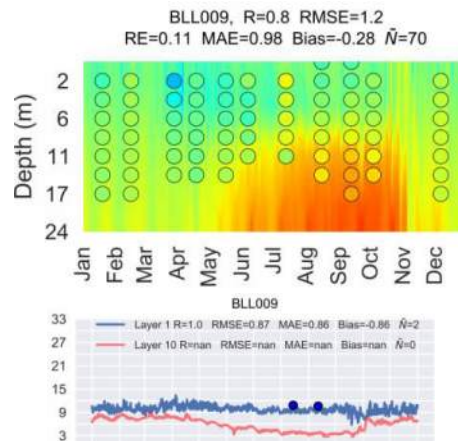 BLL009, R=0.8 RMSE=1.2
RE=0.11 MAE=0.98 Bias=-0.28 Ñ=70
Depth (m)
2
6
11
17
24
Jan
Feb
Mar
Apr
May
Jun
Jul
Aug
Sep
Oct
Nov
Dec
BLL009
33
27
21
15
9
3
Layer 1 R=1.0 RMSE=0.87 MAE=0.86 Bias=-0.86 Ñ=2
Layer 10 R=nan RMSE=nan MAE=nan Bias=nan Ñ=0